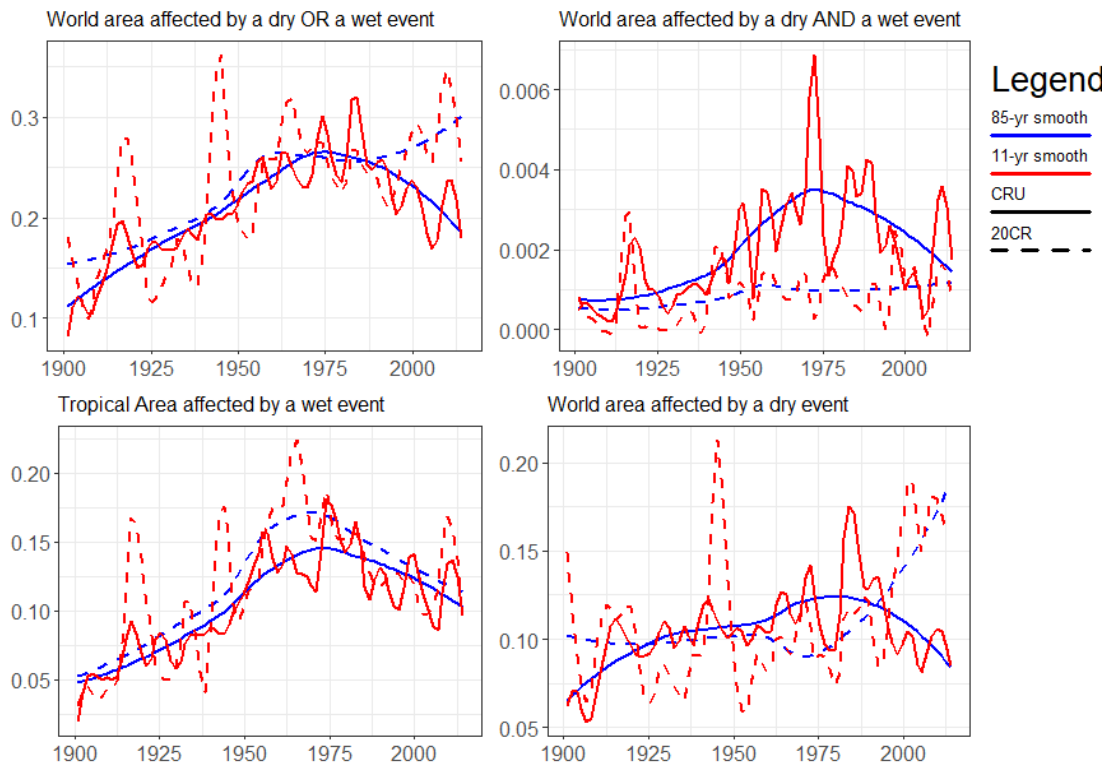 World area affected by a dry OR a wet event
0.3
0.2
0.1
1900 1925 1950 1975 2000
World area affected by a dry AND a wet event
0.006
0.004
0.002
0.000
1900 1925 1950 1975 2000
Legend
85-yr smooth
11-yr smooth
CRU
20CR
Tropical Area affected by a wet event
0.20
0.15
0.10
0.05
1900 1925 1950 1975 2000
World area affected by a dry event
0.20
0.15
0.10
0.05
1900 1925 1950 1975 2000